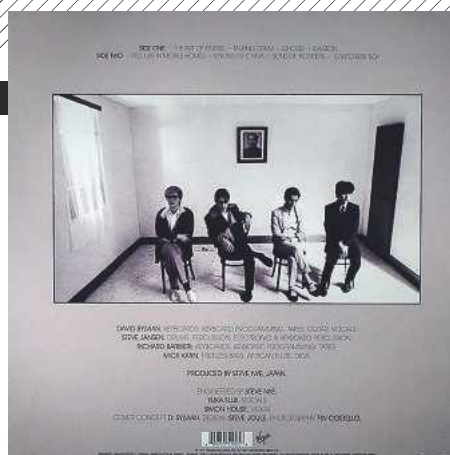 SIDE ONE – THE ART OF PARTIES – TALKING DRUM – GHOSTS – CANTON
SIDE TWO – STILL LIFE IN MOBILE HOMES – VISIONS OF CHINA – SONS OF PIONEERS – CANTONESE BOY
DAVID SYLVIAN, KEYBOARDS, KEYBOARD PROGRAMMING, TAPES, GUITAR, VOCALS.
STEVE JANSEN, DRUMS, PERCUSSION, ELECTRONIC & KEYBOARD PERCUSSION.
RICHARD BARBIERI, KEYBOARDS, KEYBOARD PROGRAMMING, TAPES.
MICK KARN, FRETLESS BASS, AFRICAN FLUTE, DIDA.
PRODUCED BY STEVE NYE, JAPAN.
ENGINEERED BY STEVE NYE.
YUKA FUJII, VOCALS.
SIMON HOUSE, VIOLIN.
COVER CONCEPT D. SYLVIAN, DESIGN, STEVE JOULE, PHOTOGRAPHY FIN COSTELLO.
Virgin